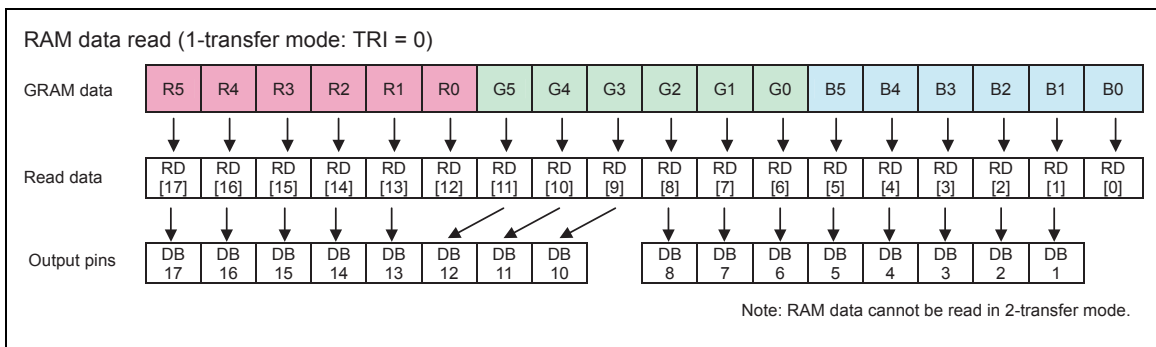 RAM data read (1-transfer mode: TRI = 0)
GRAM data R5 R4 R3 R2 R1 R0 G5 G4 G3 G2 G1 G0 B5 B4 B3 B2 B1 B0
Read data RD [17] RD [16] RD [15] RD [14] RD [13] RD [12] RD [11] RD [10] RD [9] RD [8] RD [7] RD [6] RD [5] RD [4] RD [3] RD [2] RD [1] RD [0]
Output pins DB 17 DB 16 DB 15 DB 14 DB 13 DB 12 DB 11 DB 10 DB 8 DB 7 DB 6 DB 5 DB 4 DB 3 DB 2 DB 1
Note: RAM data cannot be read in 2-transfer mode.